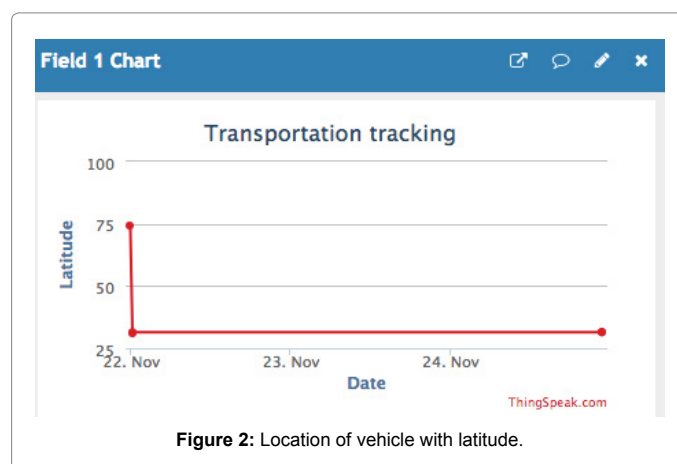 Field 1 Chart
Transportation tracking
Latitude
100
75
50
25
22. Nov 23. Nov 24. Nov
Date
ThingSpeak.com
Figure 2: Location of vehicle with latitude.